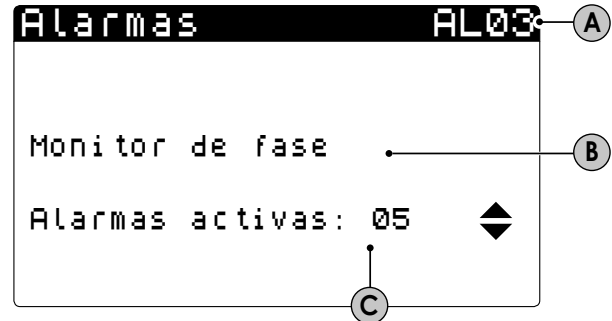 Alarmas AL03
A
Monitor de fase
B
Alarmas activas: 05
C